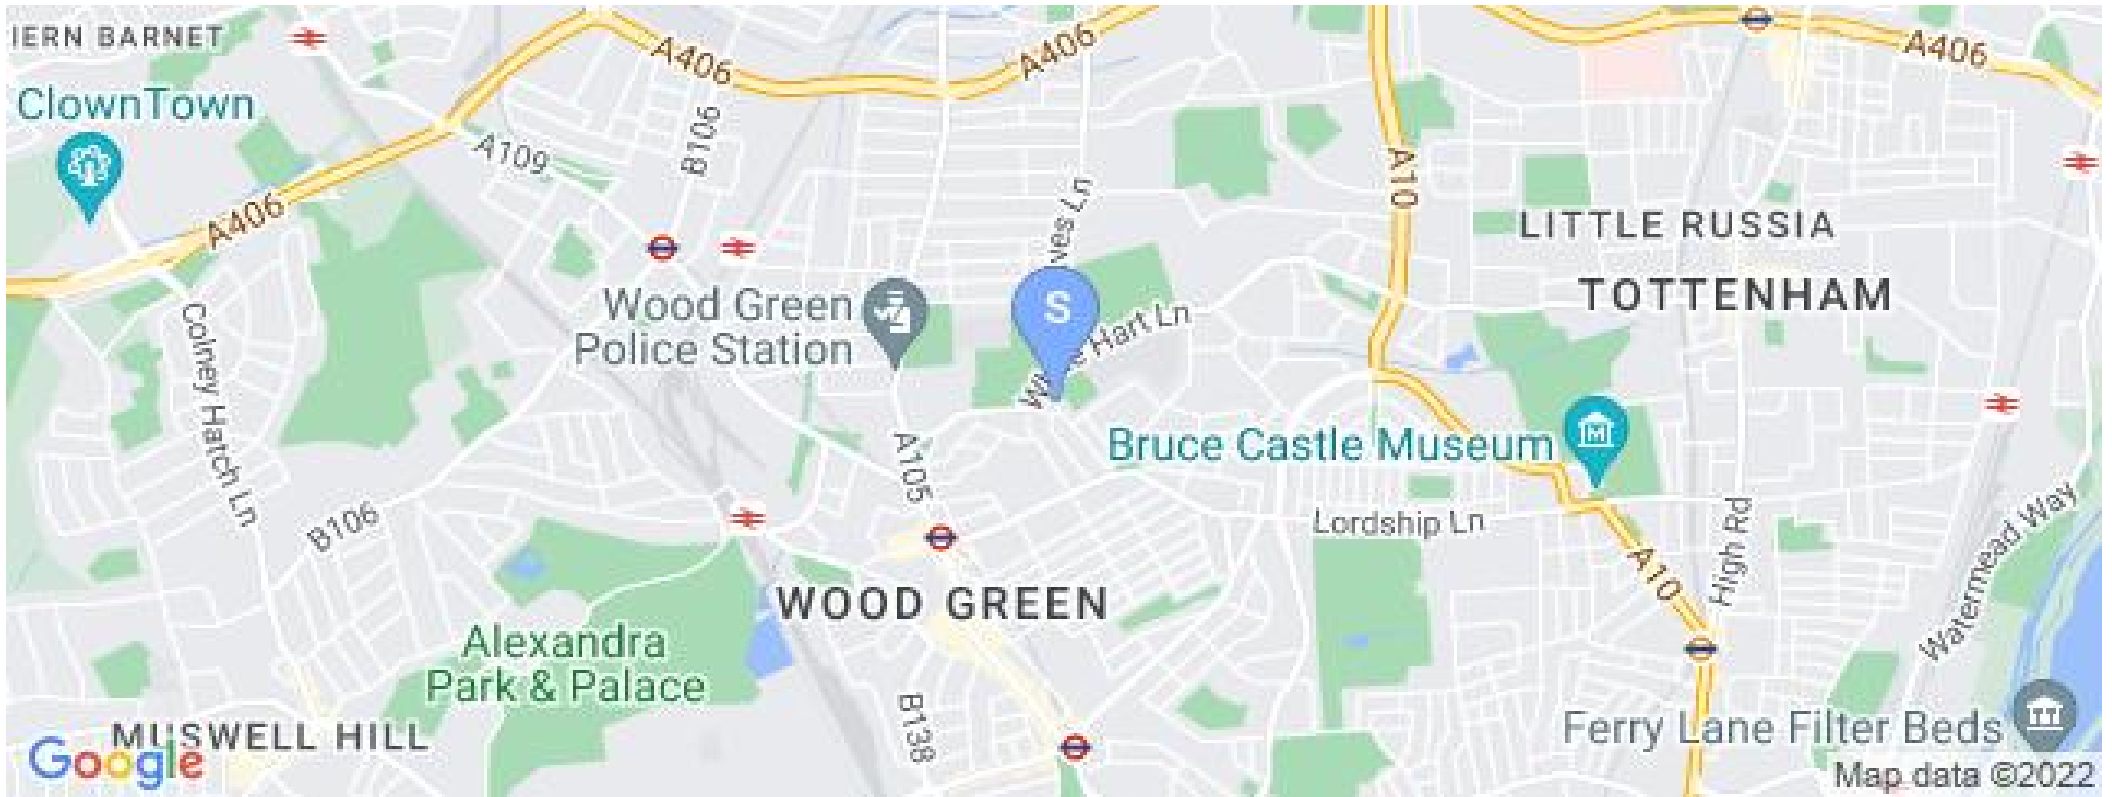 IERN BARNET
A406
A406
A406
ClownTown
B106
A109
A10
A406
ves Ln
LITTLE RUSSIA
TOTTENHAM
Wood Green
Police Station
S
Hart Ln
Colney Hatch Ln
A105
Bruce Castle Museum
M
B106
Lordship Ln
High Rd
A10
Watermead Way
WOOD GREEN
Alexandra
Park & Palace
B138
MUSWELL HILL
Ferry Lane Filter Beds
Google
Map data ©2022